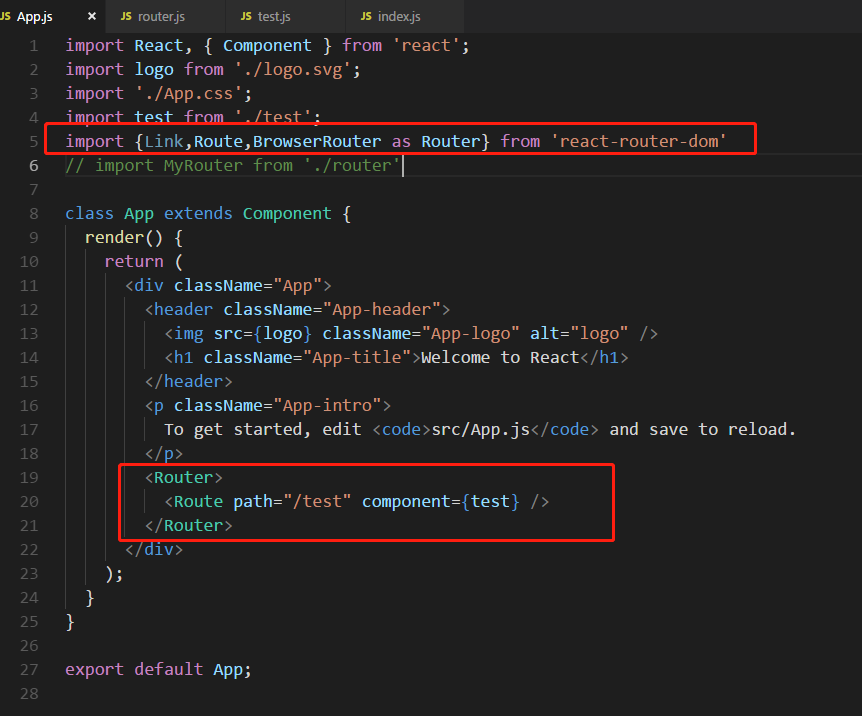 JS App.js × JS router.js JS test.js JS index.js
1 import React, { Component } from 'react';
2 import logo from './logo.svg';
3 import './App.css';
4 import test from './test';
5 import {Link,Route,BrowserRouter as Router} from 'react-router-dom'
6 // import MyRouter from './router'
7
8 class App extends Component {
9 render() {
10 return (
11 <div className="App">
12 <header className="App-header">
13 <img src={logo} className="App-logo" alt="logo" />
14 <h1 className="App-title">Welcome to React</h1>
15 </header>
16 <p className="App-intro">
17 To get started, edit <code>src/App.js</code> and save to reload.
18 </p>
19 <Router>
20 <Route path="/test" component={test} />
21 </Router>
22 </div>
23 );
24 }
25 }
26
27 export default App;
28